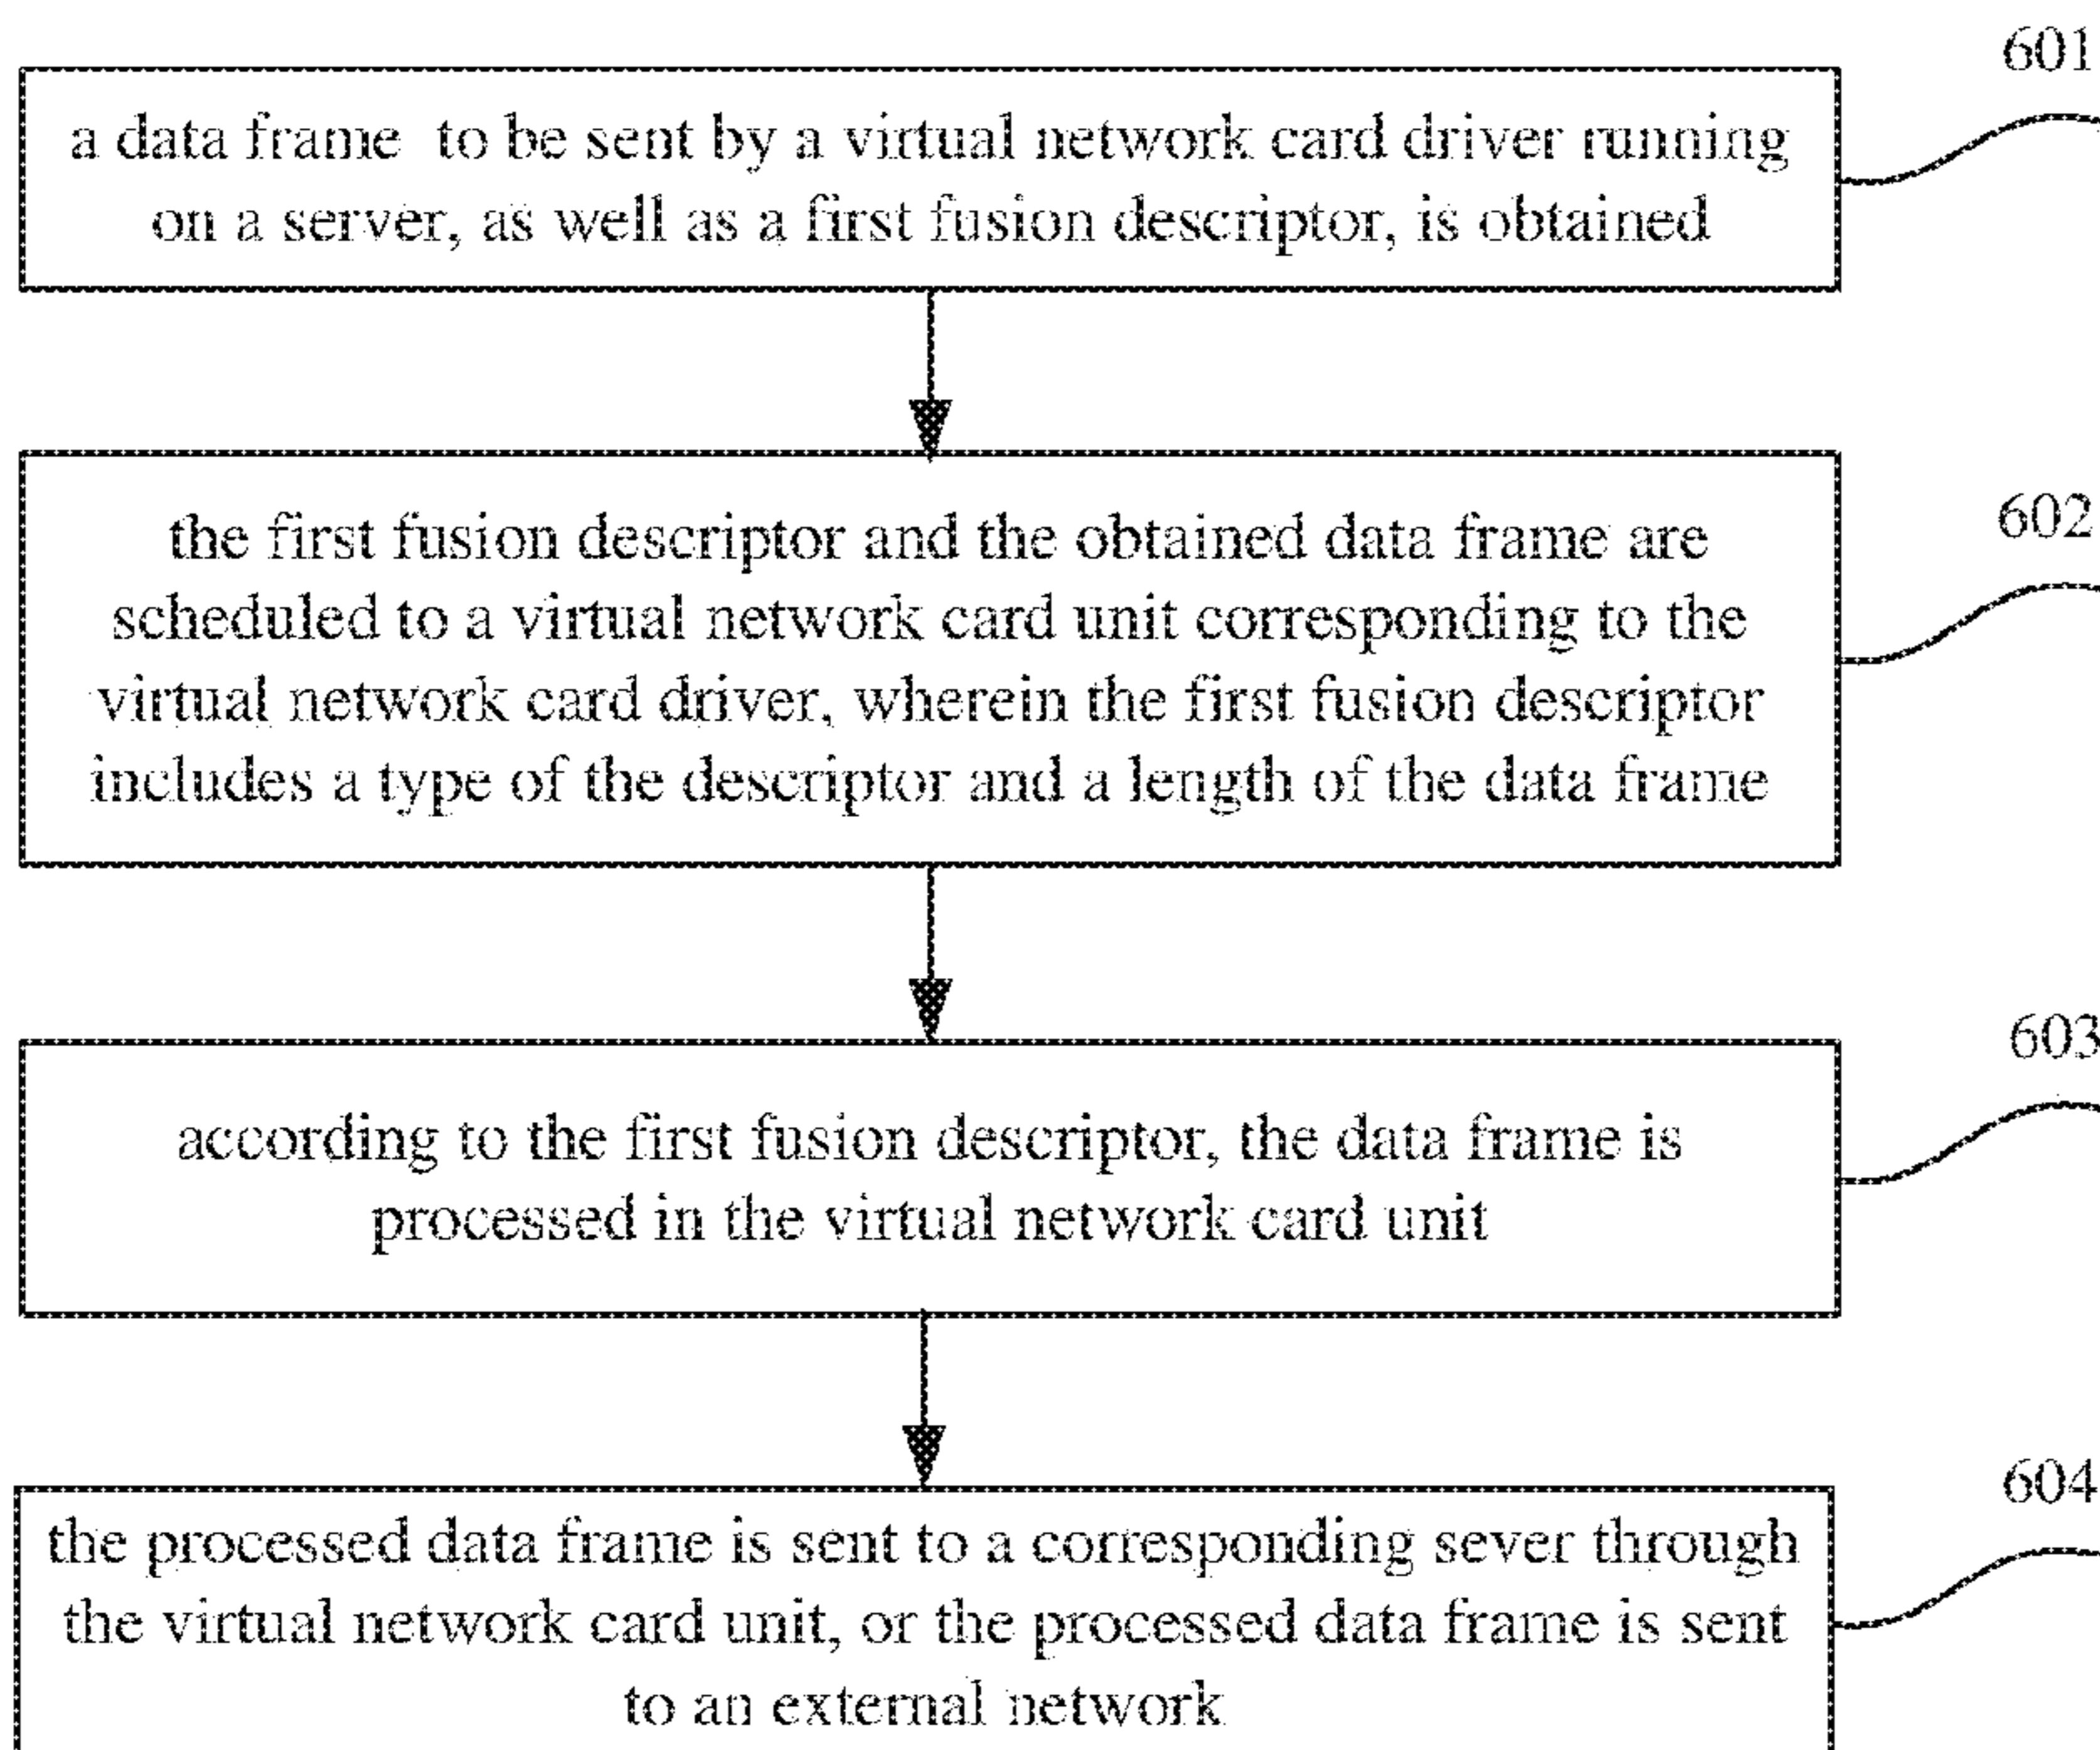 601
a data frame to be sent by a virtual network card driver running
on a server, as well as a first fusion descriptor, is obtained
602
the first fusion descriptor and the obtained data frame are
scheduled to a virtual network card unit corresponding to the
virtual network card driver, wherein the first fusion descriptor
includes a type of the descriptor and a length of the data frame
603
according to the first fusion descriptor, the data frame is
processed in the virtual network card unit
604
the processed data frame is sent to a corresponding sever through
the virtual network card unit, or the processed data frame is sent
to an external network